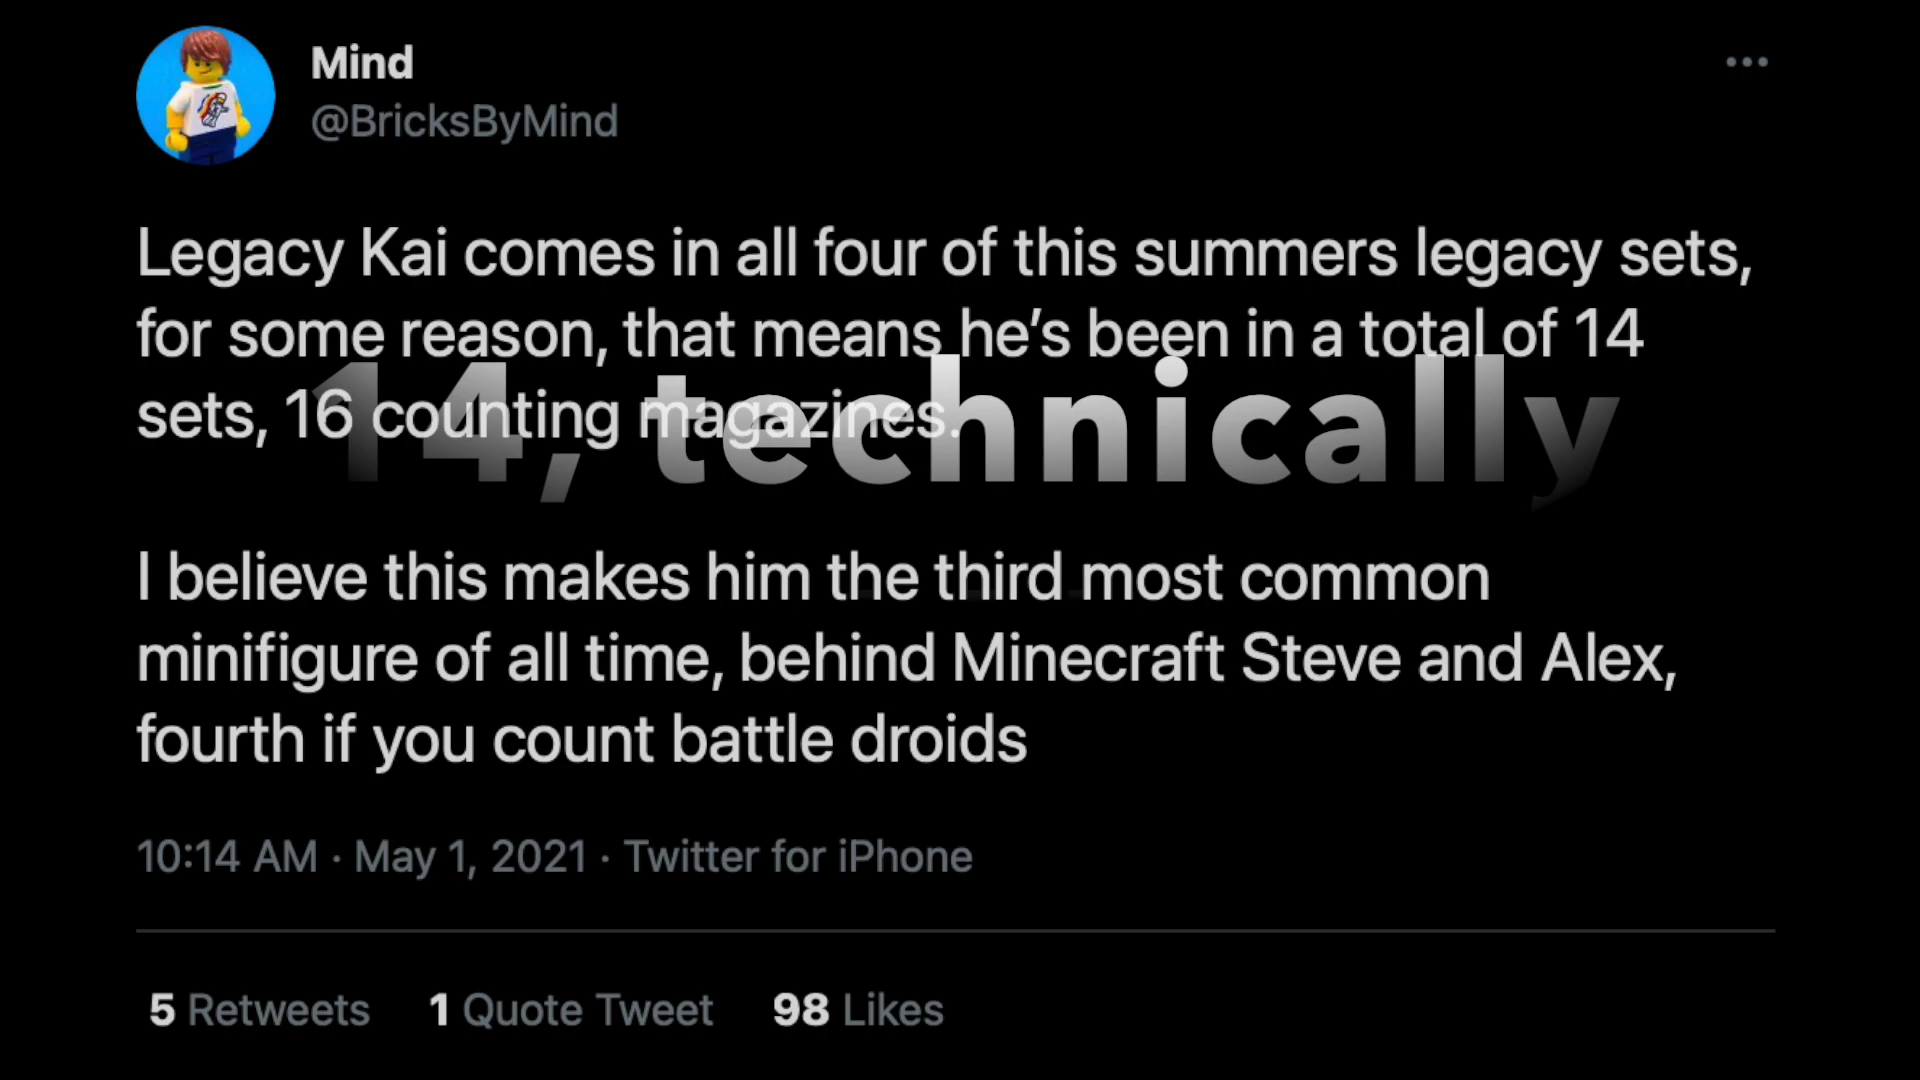 Mind
@BricksByMind
Legacy Kai comes in all four of this summers legacy sets,
for some reason, that means he’s been in a total of 14
sets, 16 counting magazines.
14, technically
I believe this makes him the third most common
minifigure of all time, behind Minecraft Steve and Alex,
fourth if you count battle droids
10:14 AM · May 1, 2021 · Twitter for iPhone
5 Retweets 1 Quote Tweet 98 Likes